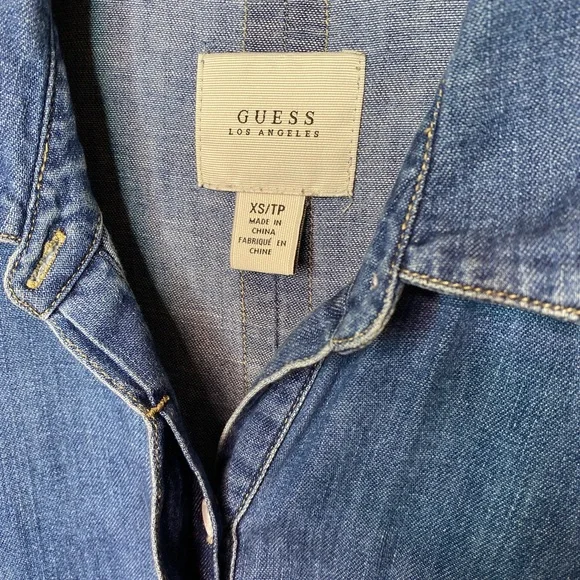 GUESS
LOS ANGELES
XS/TP
MADE IN
CHINA
FABRIQUÉ EN
CHINE